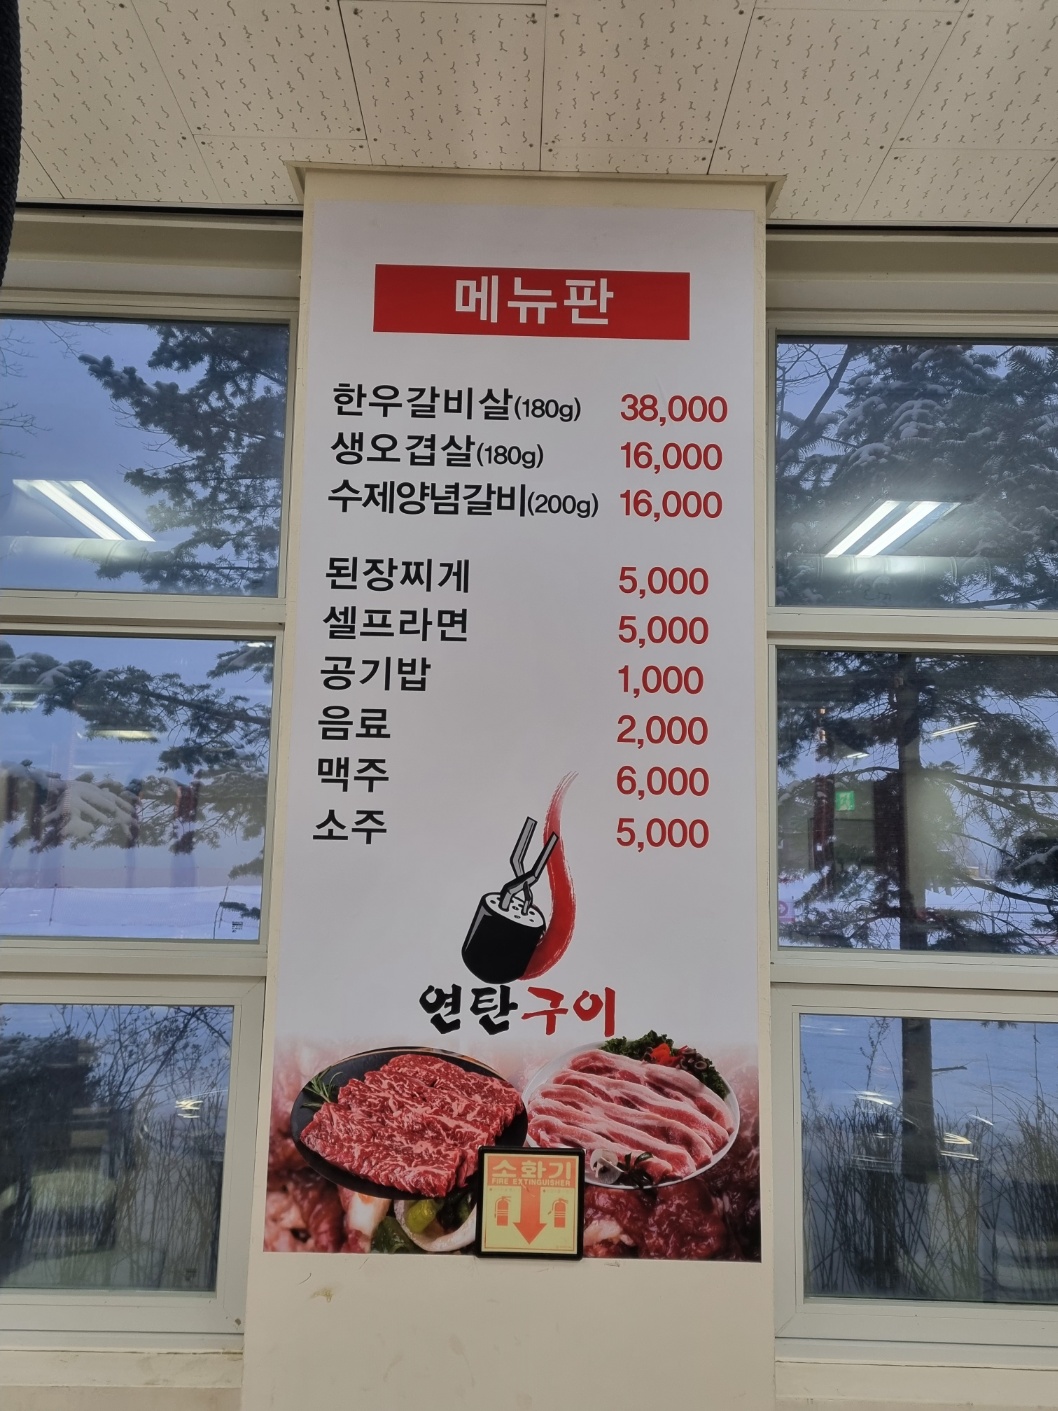 메뉴판
한우갈비살(180g) 38,000
생오겹살(180g) 16,000
수제양념갈비(200g) 16,000
된장찌게 5,000
셀프라면 5,000
공기밥 1,000
음료 2,000
맥주 6,000
소주 5,000
연탄구이
소화기
FIRE EXTINGUISHER